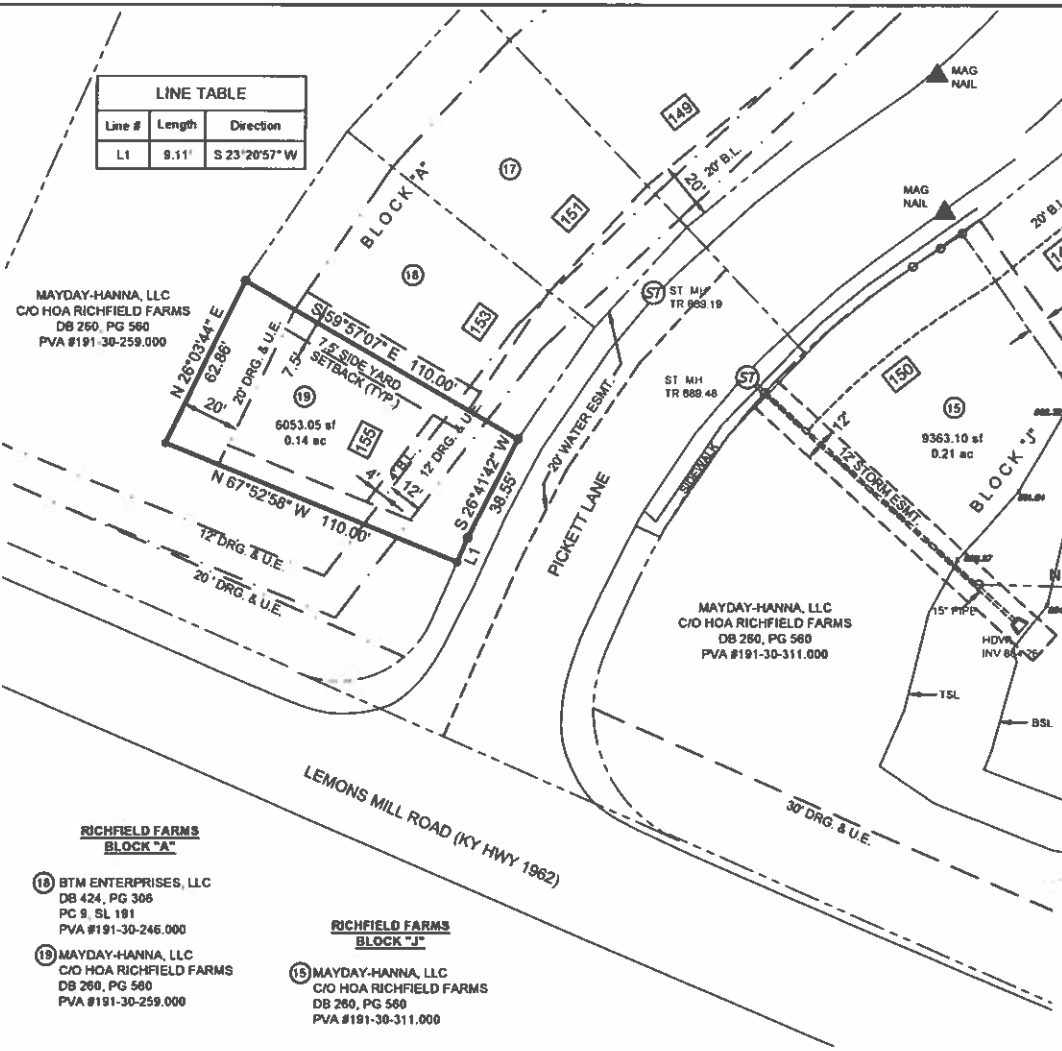 LINE TABLE
Line # Length Direction
L1 9.11' S 23°20'57" W
MAG
NAIL
149
17
20' B.L.
20'
151
BLOCK "A"
MAG
NAIL
20' B.L.
18
MAYDAY-HANNA, LLC
C/O HOA RICHFIELD FARMS
DB 260, PG 560
PVA #191-30-259.000
ST MH
ST
153
N 26°03'44" E
62.86'
S 59°57'07" E 110.00'
20' DRG. & U.E.
7.5'
7.5' SIDE YARD
SETBACK (TYP.)
20'
19
6053.05 sf
0.14 ac
155
4'
B.L.
12'
12' DRG. & U.E.
S 26°41'42" W
38.55'
L1
N 67°52'58" W 110.00'
12' DRG. & U.E.
20' DRG. & U.E.
20' WATER ESMT.
PICKETT LANE
SIDEWALK
ST MH
TR 889.48
ST
150
15
9363.10 sf
0.21 ac
BLOCK "J"
12'
12' STORM ESMT.
15" PIPE
HDWL
INV
N
TSL
BSL
MAYDAY-HANNA, LLC
C/O HOA RICHFIELD FARMS
DB 260, PG 560
PVA #191-30-311.000
30' DRG. & U.E.
LEMONS MILL ROAD (KY HWY 1962)
RICHFIELD FARMS
BLOCK "A"
18 BTM ENTERPRISES, LLC
DB 424, PG 306
PC 9, SL 191
PVA #191-30-246.000
19 MAYDAY-HANNA, LLC
C/O HOA RICHFIELD FARMS
DB 260, PG 560
PVA #191-30-259.000
RICHFIELD FARMS
BLOCK "J"
15 MAYDAY-HANNA, LLC
C/O HOA RICHFIELD FARMS
DB 260, PG 560
PVA #191-30-311.000